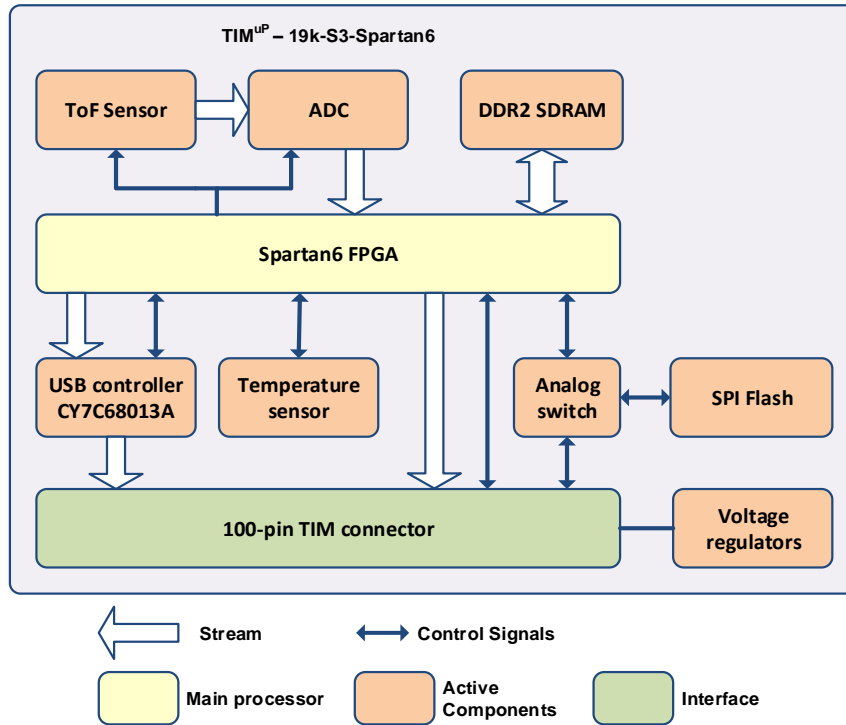 TIMuP – 19k-S3-Spartan6
ToF Sensor
ADC
DDR2 SDRAM
Spartan6 FPGA
USB controller
CY7C68013A
Temperature
sensor
Analog
switch
SPI Flash
100-pin TIM connector
Voltage
regulators
Stream
Control Signals
Main processor
Active
Components
Interface